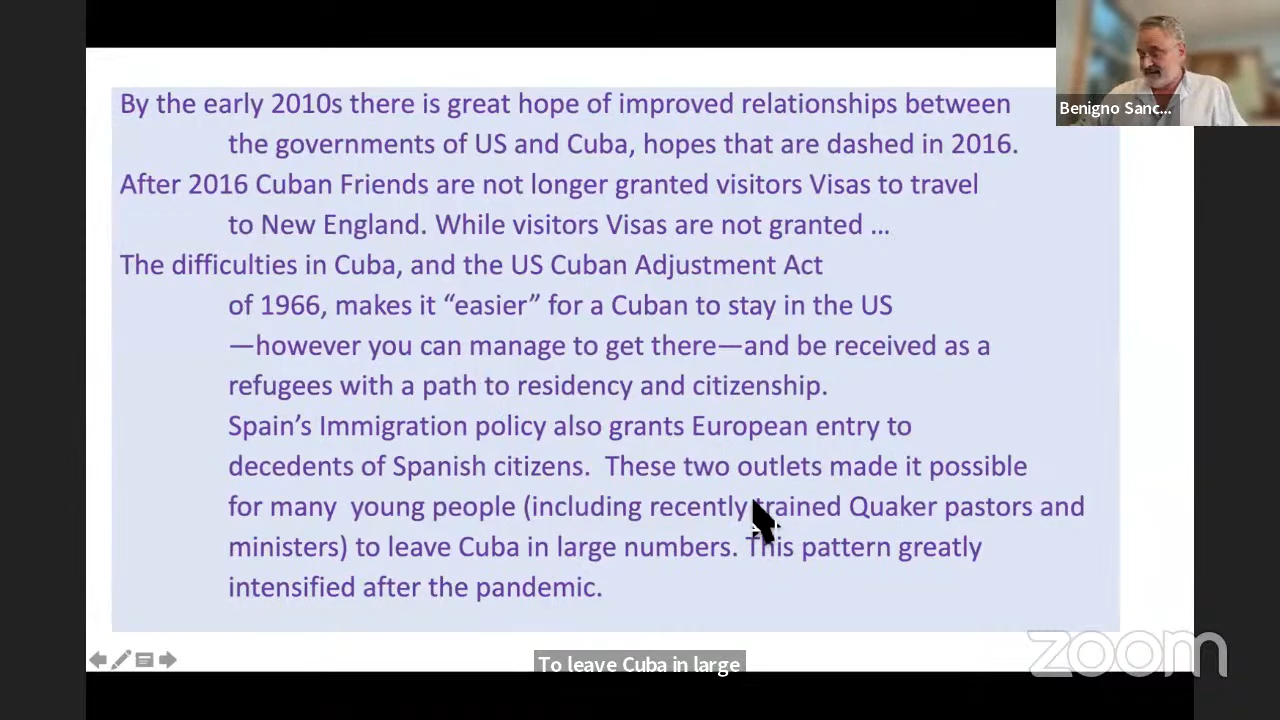 By the early 2010s there is great hope of improved relationships between
the governments of US and Cuba, hopes that are dashed in 2016.
After 2016 Cuban Friends are not longer granted visitors Visas to travel
to New England. While visitors Visas are not granted …
The difficulties in Cuba, and the US Cuban Adjustment Act
of 1966, makes it “easier” for a Cuban to stay in the US
—however you can manage to get there—and be received as a
refugees with a path to residency and citizenship.
Spain’s Immigration policy also grants European entry to
decedents of Spanish citizens.  These two outlets made it possible
for many  young people (including recently trained Quaker pastors and
ministers) to leave Cuba in large numbers. This pattern greatly
intensified after the pandemic.
Benigno Sanc...
To leave Cuba in large
zoom